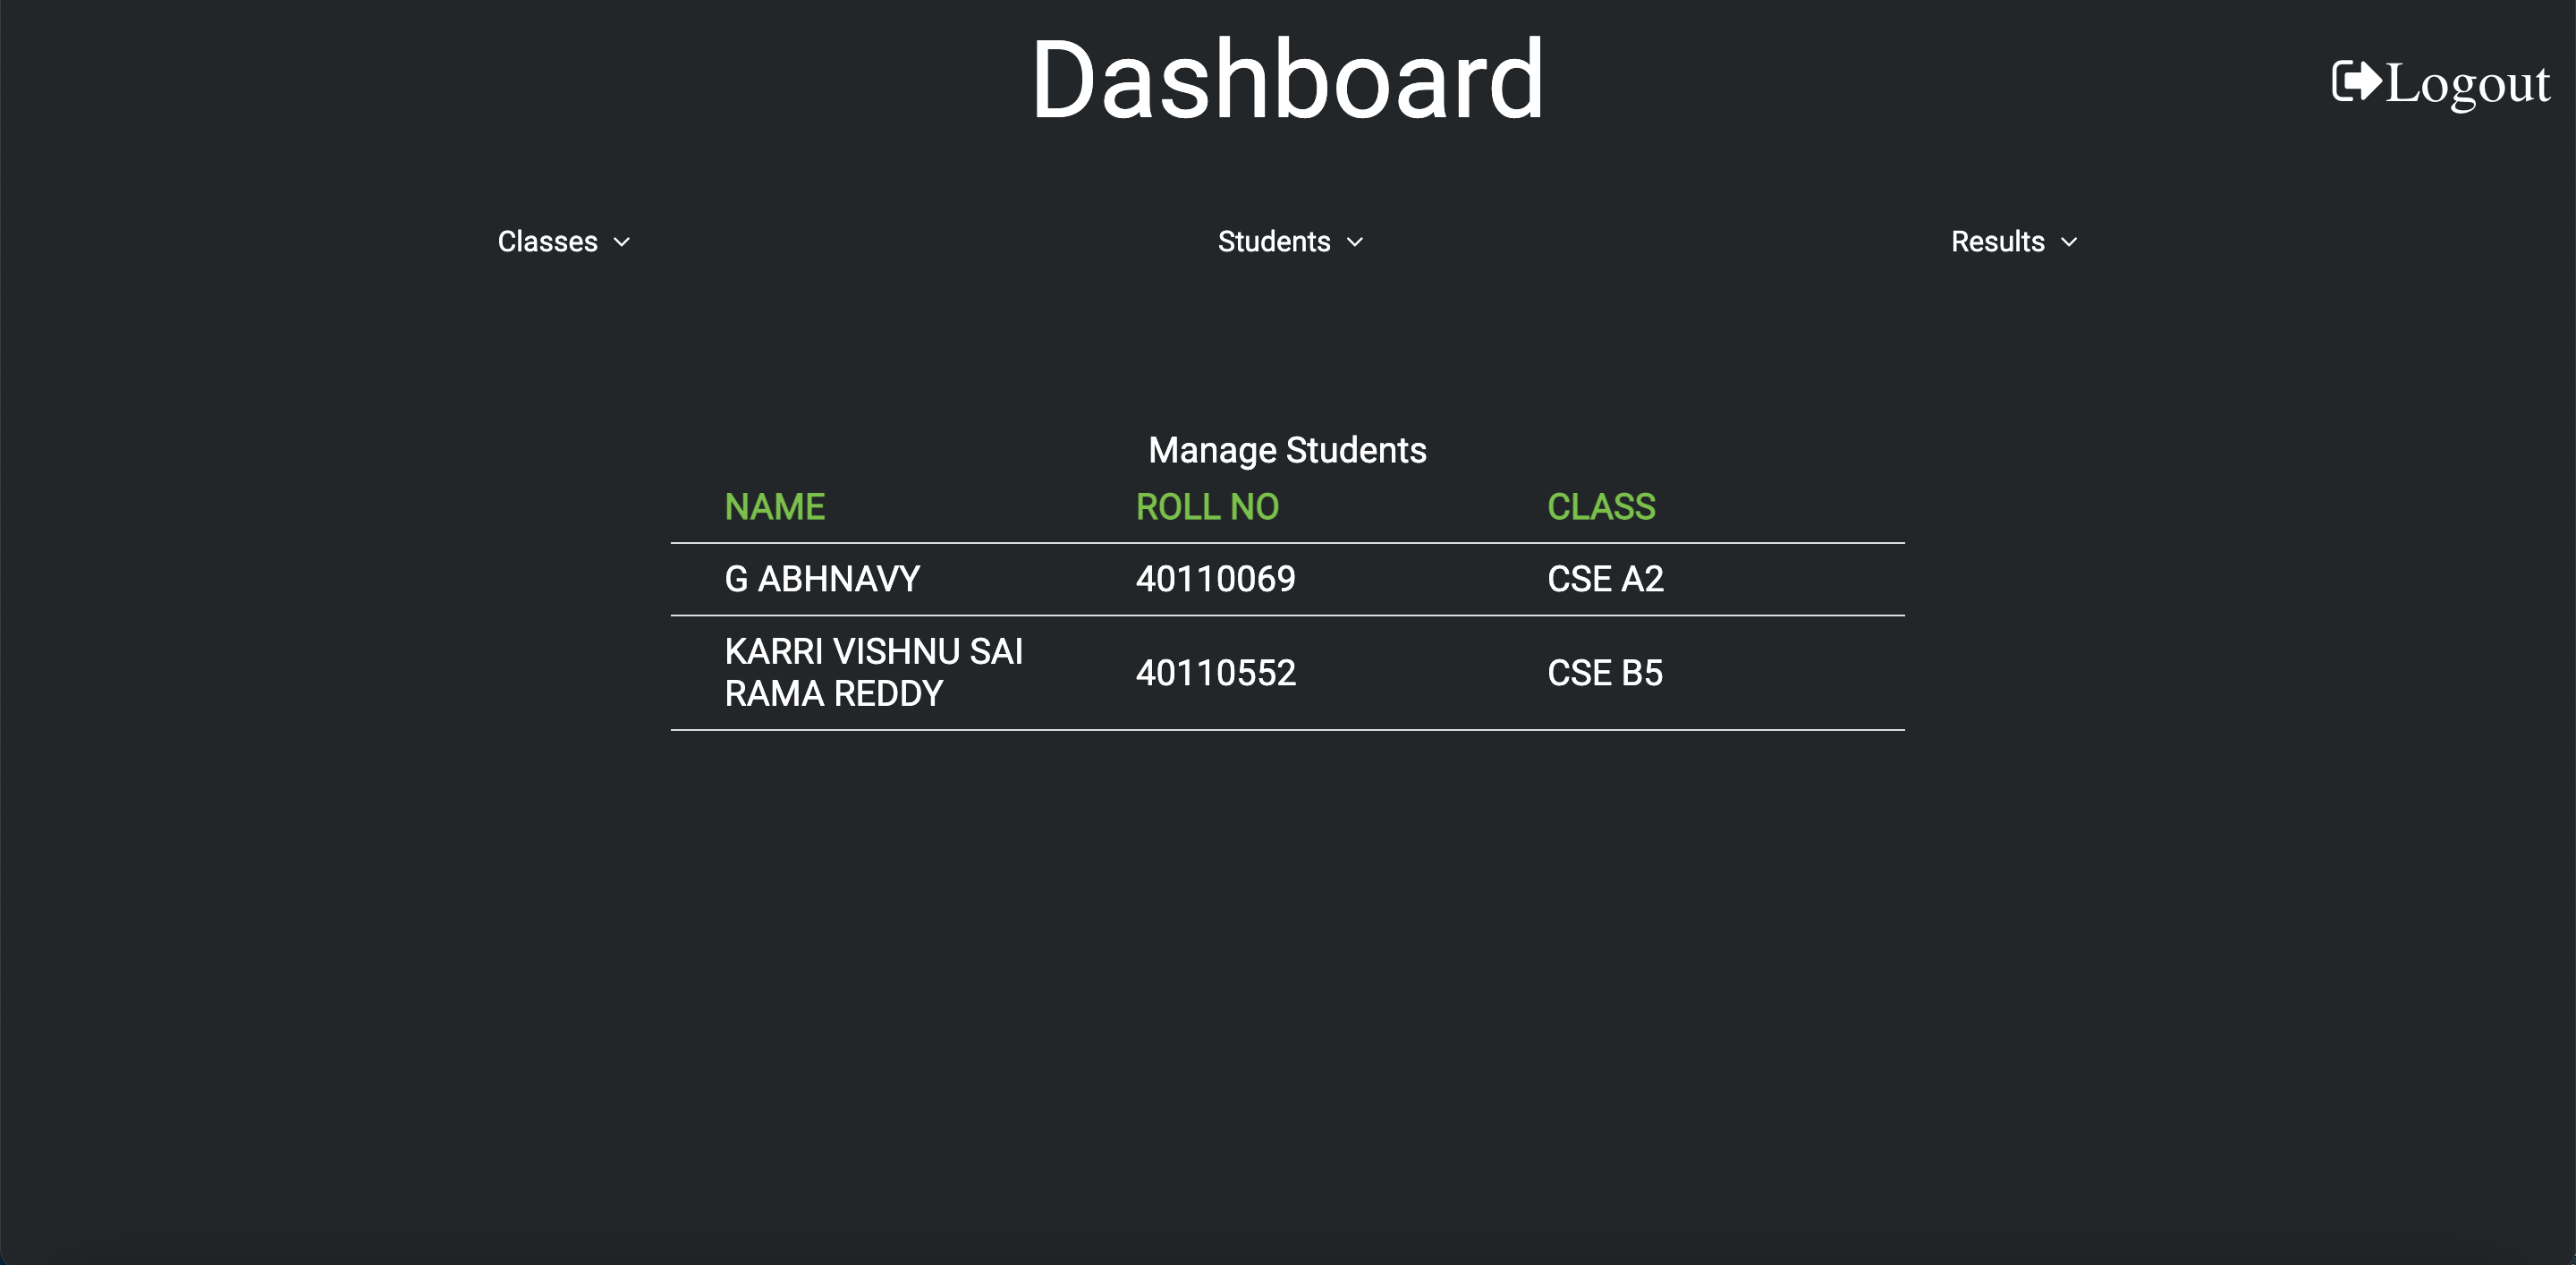 Dashboard
Logout
Classes
Students
Results
Manage Students
NAME ROLL NO CLASS
G ABHNAVY 40110069 CSE A2
KARRI VISHNU SAI
RAMA REDDY 40110552 CSE B5